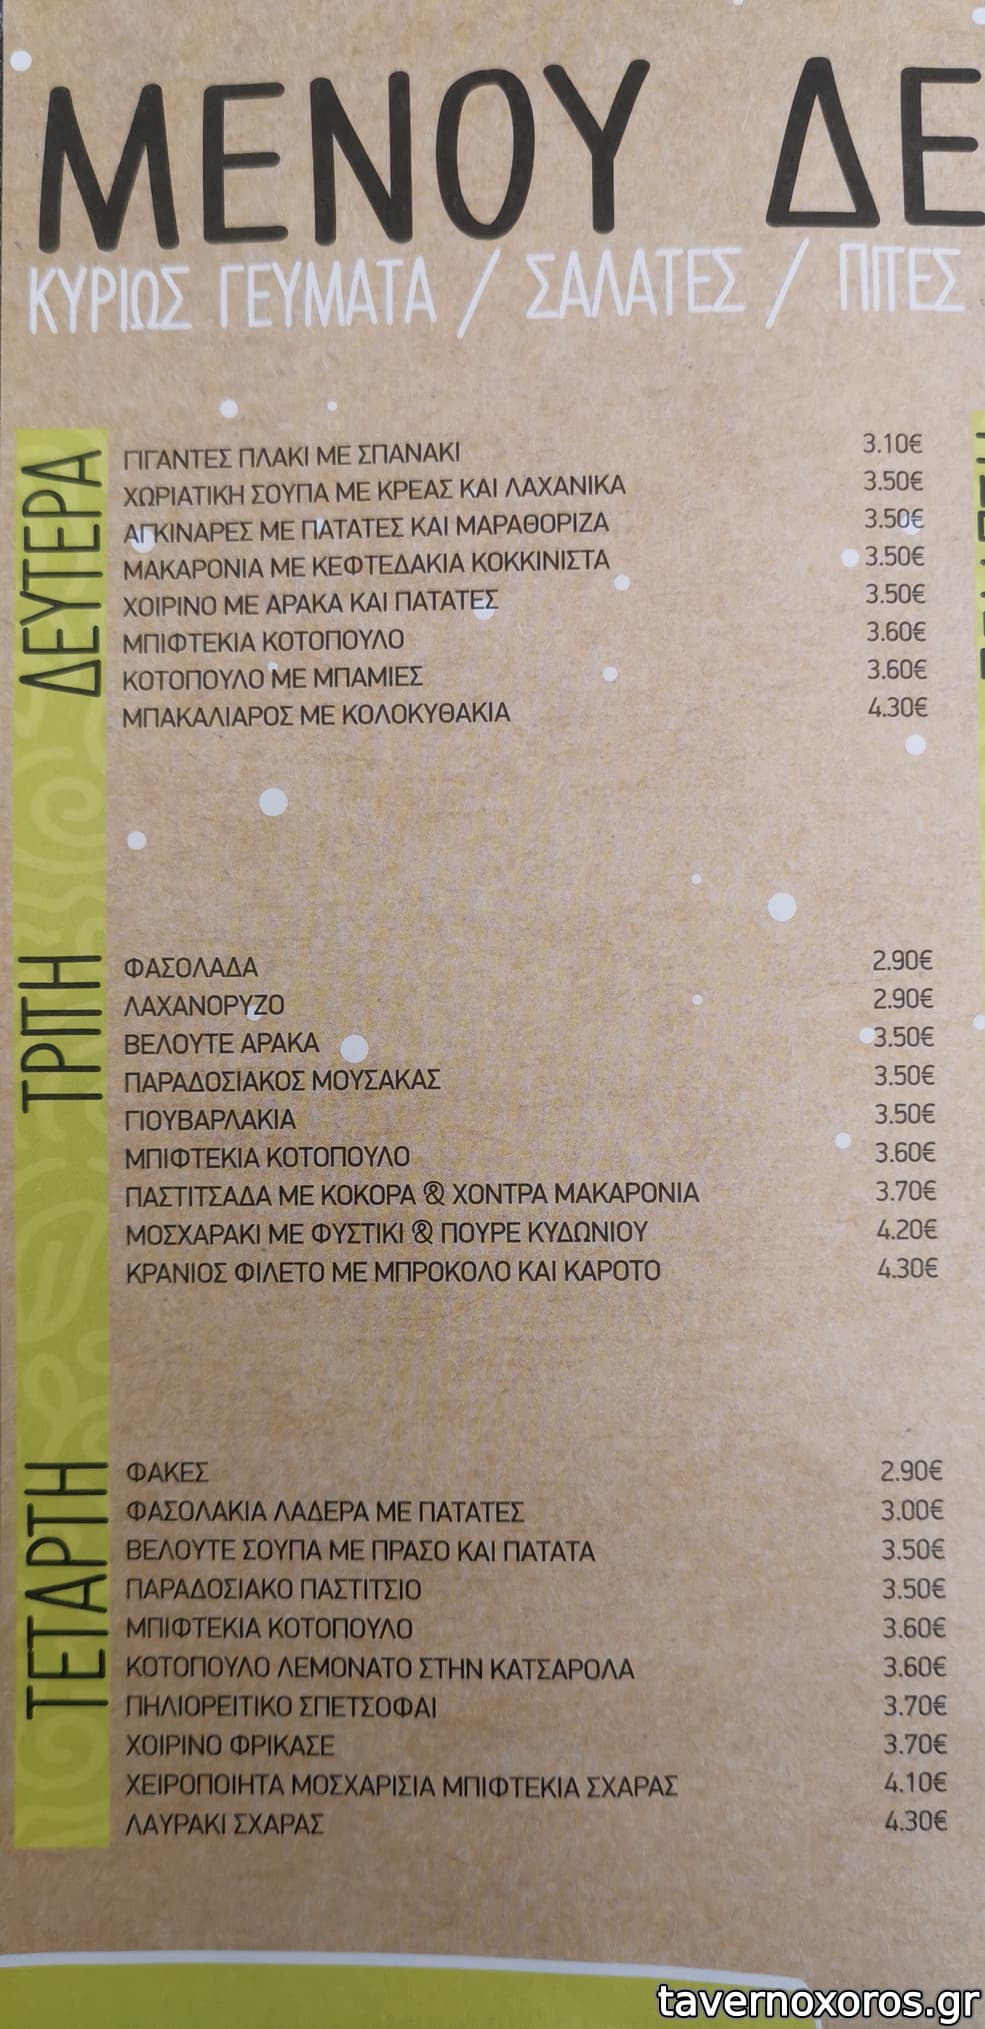 ΜΕΝΟΥ ΔΕ
ΚΥΡΙΩΣ ΓΕΥΜΑΤΑ / ΣΑΛΑΤΕΣ / ΠΙΤΕΣ
ΔΕΥΤΕΡΑ
ΓΙΓΑΝΤΕΣ ΠΛΑΚΙ ΜΕ ΣΠΑΝΑΚΙ 3.10€
ΧΩΡΙΑΤΙΚΗ ΣΟΥΠΑ ΜΕ ΚΡΕΑΣ ΚΑΙ ΛΑΧΑΝΙΚΑ 3.50€
ΑΓΚΙΝΑΡΕΣ ΜΕ ΠΑΤΑΤΕΣ ΚΑΙ ΜΑΡΑΘΟΡΙΖΑ 3.50€
ΜΑΚΑΡΟΝΙΑ ΜΕ ΚΕΦΤΕΔΑΚΙΑ ΚΟΚΚΙΝΙΣΤΑ 3.50€
ΧΟΙΡΙΝΟ ΜΕ ΑΡΑΚΑ ΚΑΙ ΠΑΤΑΤΕΣ 3.50€
ΜΠΙΦΤΕΚΙΑ ΚΟΤΟΠΟΥΛΟ 3.60€
ΚΟΤΟΠΟΥΛΟ ΜΕ ΜΠΑΜΙΕΣ 3.60€
ΜΠΑΚΑΛΙΑΡΟΣ ΜΕ ΚΟΛΟΚΥΘΑΚΙΑ 4.30€
ΤΡΙΤΗ
ΦΑΣΟΛΑΔΑ 2.90€
ΛΑΧΑΝΟΡΥΖΟ 2.90€
ΒΕΛΟΥΤΕ ΑΡΑΚΑ 3.50€
ΠΑΡΑΔΟΣΙΑΚΟΣ ΜΟΥΣΑΚΑΣ 3.50€
ΓΙΟΥΒΑΡΛΑΚΙΑ 3.50€
ΜΠΙΦΤΕΚΙΑ ΚΟΤΟΠΟΥΛΟ 3.60€
ΠΑΣΤΙΤΣΑΔΑ ΜΕ ΚΟΚΟΡΑ & ΧΟΝΤΡΑ ΜΑΚΑΡΟΝΙΑ 3.70€
ΜΟΣΧΑΡΑΚΙ ΜΕ ΦΥΣΤΙΚΙ & ΠΟΥΡΕ ΚΥΔΩΝΙΟΥ 4.20€
ΚΡΑΝΙΟΣ ΦΙΛΕΤΟ ΜΕ ΜΠΡΟΚΟΛΟ ΚΑΙ ΚΑΡΟΤΟ 4.30€
ΤΕΤΑΡΤΗ
ΦΑΚΕΣ 2.90€
ΦΑΣΟΛΑΚΙΑ ΛΑΔΕΡΑ ΜΕ ΠΑΤΑΤΕΣ 3.00€
ΒΕΛΟΥΤΕ ΣΟΥΠΑ ΜΕ ΠΡΑΣΟ ΚΑΙ ΠΑΤΑΤΑ 3.50€
ΠΑΡΑΔΟΣΙΑΚΟ ΠΑΣΤΙΤΣΙΟ 3.50€
ΜΠΙΦΤΕΚΙΑ ΚΟΤΟΠΟΥΛΟ 3.60€
ΚΟΤΟΠΟΥΛΟ ΛΕΜΟΝΑΤΟ ΣΤΗΝ ΚΑΤΣΑΡΟΛΑ 3.60€
ΠΗΛΙΟΡΕΙΤΙΚΟ ΣΠΕΤΣΟΦΑΙ 3.70€
ΧΟΙΡΙΝΟ ΦΡΙΚΑΣΕ 3.70€
ΧΕΙΡΟΠΟΙΗΤΑ ΜΟΣΧΑΡΙΣΙΑ ΜΠΙΦΤΕΚΙΑ ΣΧΑΡΑΣ 4.10€
ΛΑΥΡΑΚΙ ΣΧΑΡΑΣ 4.30€
tavernoxoros.gr